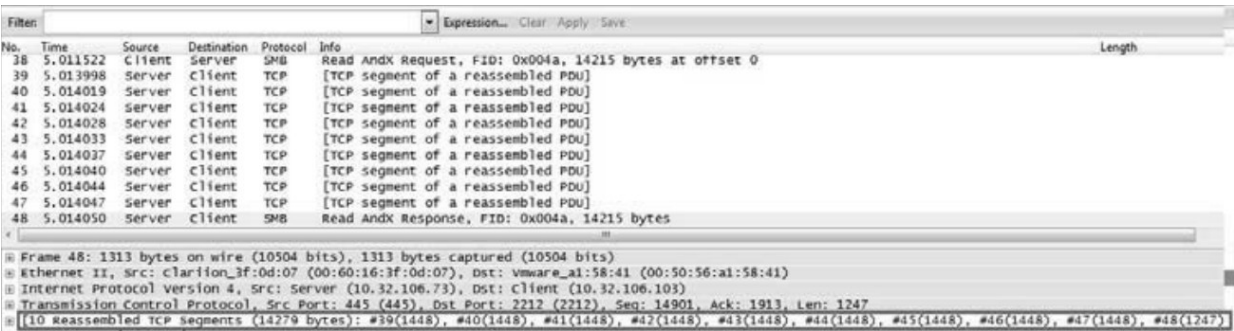 Filter: Expression... Clear Apply Save
No. Time Source Destination Protocol Info Length
38 5.011522 Client Server SMB Read AndX Request, FID: 0x004a, 14215 bytes at offset 0
39 5.013998 Server Client TCP [TCP segment of a reassembled PDU]
40 5.014019 Server Client TCP [TCP segment of a reassembled PDU]
41 5.014024 Server Client TCP [TCP segment of a reassembled PDU]
42 5.014028 Server Client TCP [TCP segment of a reassembled PDU]
43 5.014033 Server Client TCP [TCP segment of a reassembled PDU]
44 5.014037 Server Client TCP [TCP segment of a reassembled PDU]
45 5.014040 Server Client TCP [TCP segment of a reassembled PDU]
46 5.014044 Server Client TCP [TCP segment of a reassembled PDU]
47 5.014047 Server Client TCP [TCP segment of a reassembled PDU]
48 5.014050 Server Client SMB Read AndX Response, FID: 0x004a, 14215 bytes
Frame 48: 1313 bytes on wire (10504 bits), 1313 bytes captured (10504 bits)
Ethernet II, Src: Clariion_3f:0d:07 (00:60:16:3f:0d:07), Dst: Vmware_a1:58:41 (00:50:56:a1:58:41)
Internet Protocol Version 4, Src: Server (10.32.106.73), Dst: Client (10.32.106.103)
Transmission Control Protocol, Src Port: 445 (445), Dst Port: 2212 (2212), Seq: 14901, Ack: 1913, Len: 1247
[10 Reassembled TCP Segments (14279 bytes): #39(1448), #40(1448), #41(1448), #42(1448), #43(1448), #44(1448), #45(1448), #46(1448), #47(1448), #48(1247)]